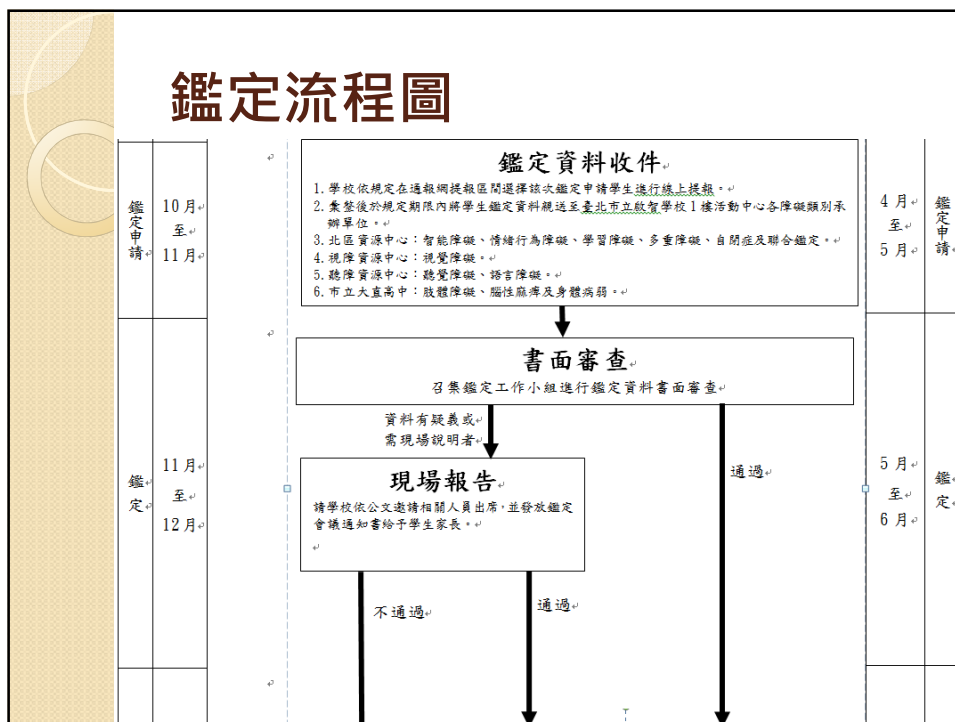 鑑定流程圖
鑑定申請
10月
至
11月
鑑定資料收件
1. 學校依規定在通報網提報區間選擇該次鑑定申請學生進行線上提報。
2. 彙整後於規定期限內將學生鑑定資料親送至臺北市立啟智學校1樓活動中心各障礙類別承
辦單位。
3. 北區資源中心：智能障礙、情緒行為障礙、學習障礙、多重障礙、自閉症及聯合鑑定。
4. 視障資源中心：視覺障礙。
5. 聽障資源中心：聽覺障礙、語言障礙。
6. 市立大直高中：肢體障礙、腦性麻痺及身體病弱。
4月
至
5月
鑑定申請
書面審查
召集鑑定工作小組進行鑑定資料書面審查
資料有疑義或
需現場說明者
通過
鑑定
11月
至
12月
現場報告
請學校依公文邀請相關人員出席，並發放鑑定
會議通知書給予學生家長。
5月
至
6月
鑑定
不通過
通過